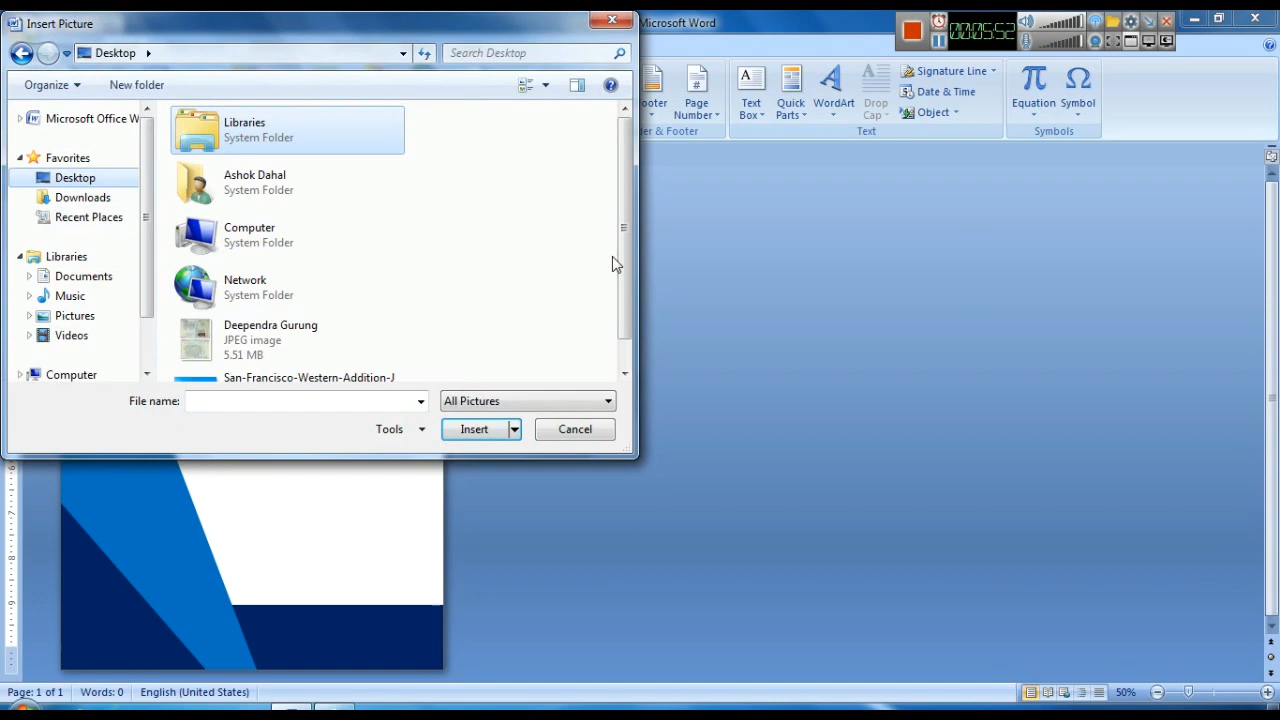 Insert Picture
Microsoft Word
00:05:52
Desktop
Search Desktop
Organize
New folder
Microsoft Office W
Favorites
Desktop
Downloads
Recent Places
Libraries
Documents
Music
Pictures
Videos
Computer
Libraries
System Folder
Ashok Dahal
System Folder
Computer
System Folder
Network
System Folder
Deependra Gurung
JPEG image
5.51 MB
San-Francisco-Western-Addition-J
File name:
All Pictures
Tools
Insert
Cancel
ooter
Page
Number
der & Footer
Text
Box
Quick
Parts
WordArt
Drop
Cap
Signature Line
Date & Time
Object
Text
Equation
Symbol
Symbols
Page: 1 of 1
Words: 0
English (United States)
50%